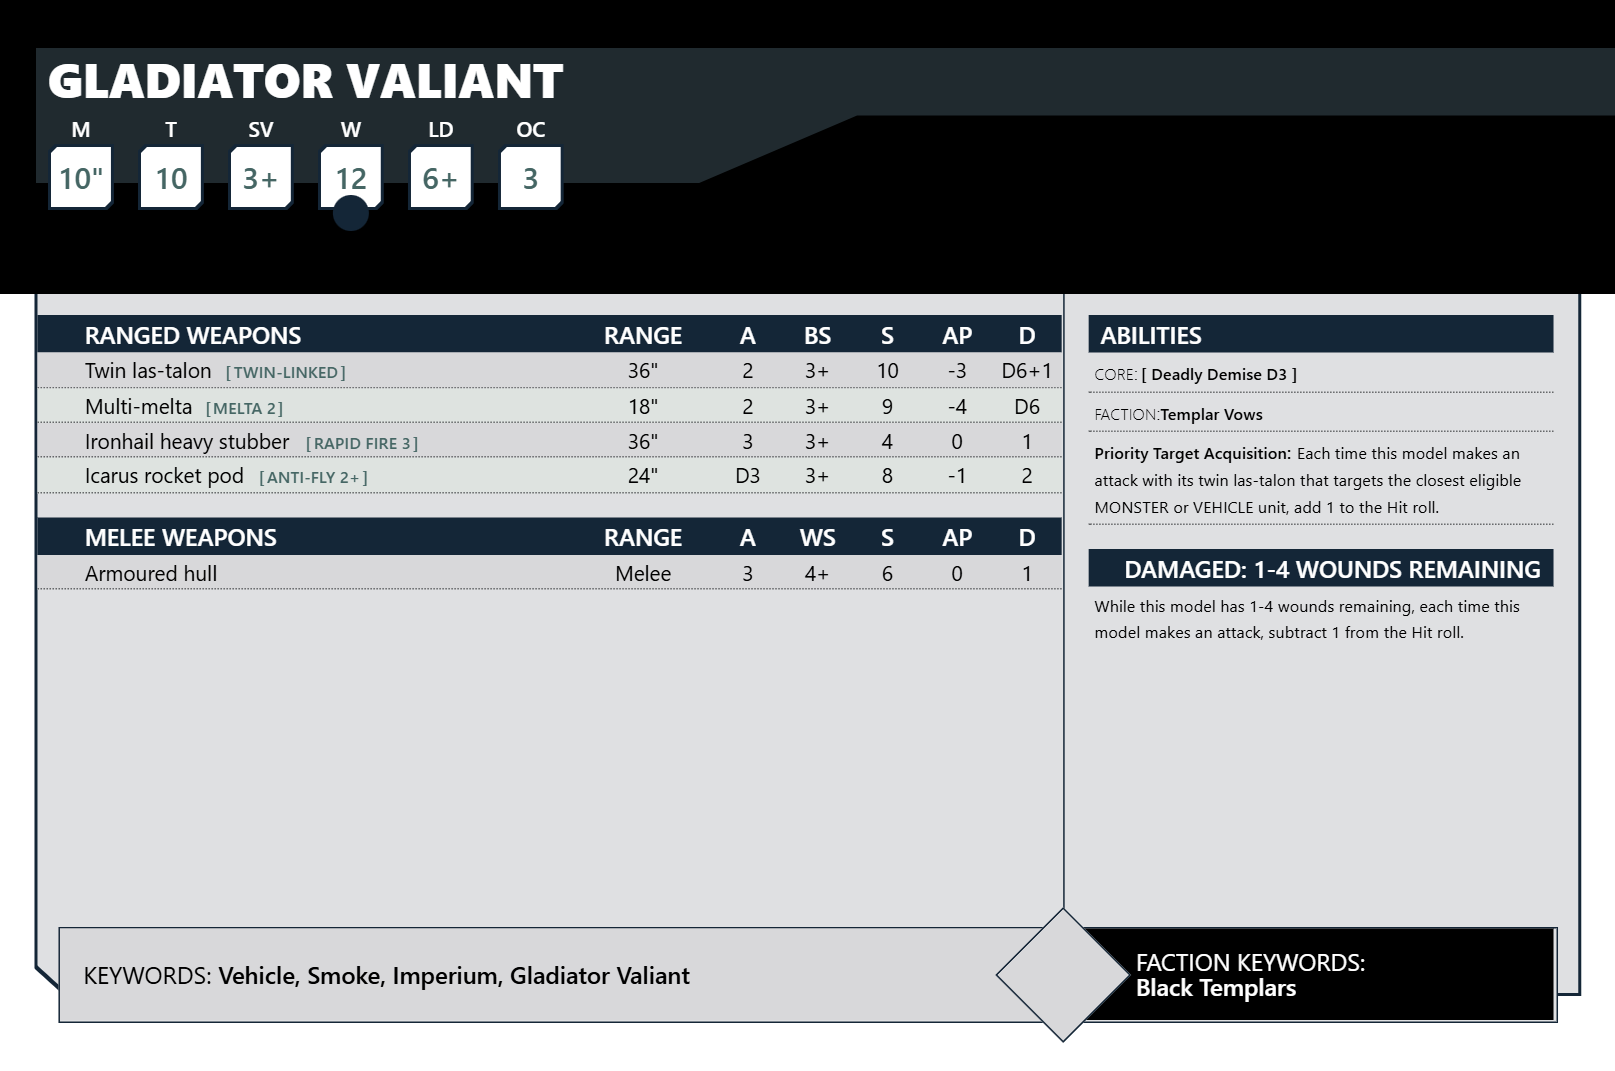 GLADIATOR VALIANT
M T SV W LD OC
10" 10 3+ 12 6+ 3
RANGED WEAPONS RANGE A BS S AP D
Twin las-talon [TWIN-LINKED] 36" 2 3+ 10 -3 D6+1
Multi-melta [MELTA 2] 18" 2 3+ 9 -4 D6
Ironhail heavy stubber [RAPID FIRE 3] 36" 3 3+ 4 0 1
Icarus rocket pod [ANTI-FLY 2+] 24" D3 3+ 8 -1 2
MELEE WEAPONS RANGE A WS S AP D
Armoured hull Melee 3 4+ 6 0 1
ABILITIES
CORE: [ Deadly Demise D3 ]
FACTION:Templar Vows
Priority Target Acquisition: Each time this model makes an
attack with its twin las-talon that targets the closest eligible
MONSTER or VEHICLE unit, add 1 to the Hit roll.
DAMAGED: 1-4 WOUNDS REMAINING
While this model has 1-4 wounds remaining, each time this
model makes an attack, subtract 1 from the Hit roll.
KEYWORDS: Vehicle, Smoke, Imperium, Gladiator Valiant
FACTION KEYWORDS:
Black Templars